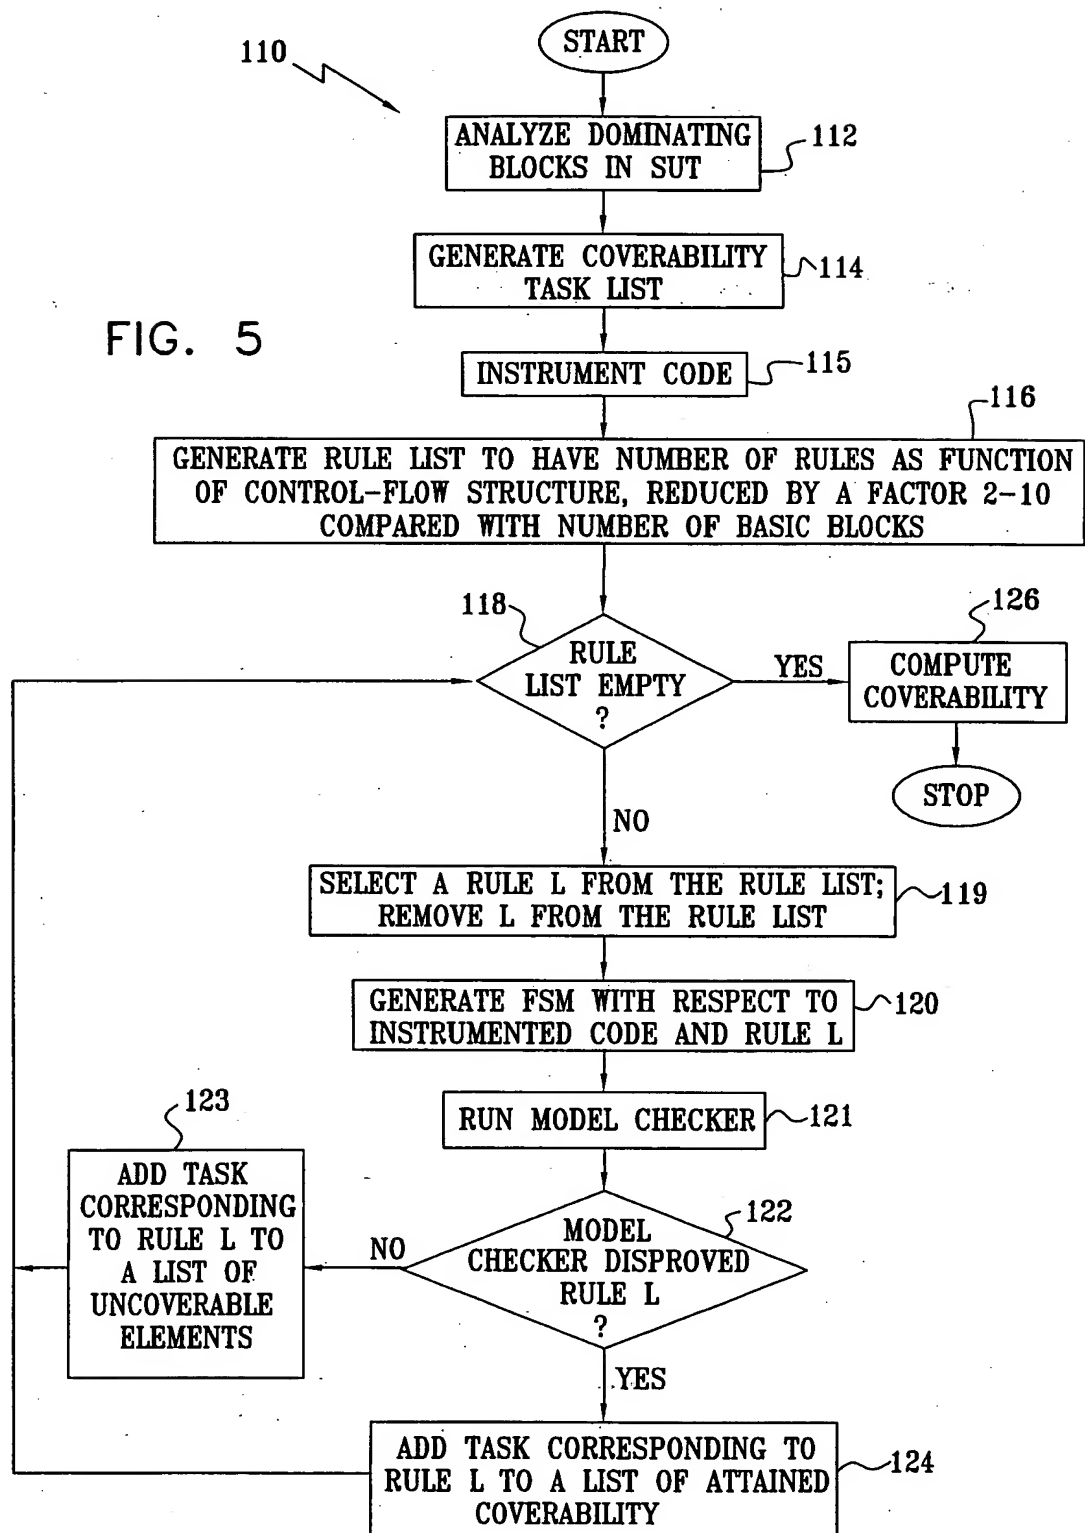 START
110
ANALYZE DOMINATING
BLOCKS IN SUT
112
GENERATE COVERABILITY
TASK LIST
114
FIG. 5
INSTRUMENT CODE
115
116
GENERATE RULE LIST TO HAVE NUMBER OF RULES AS FUNCTION
OF CONTROL-FLOW STRUCTURE, REDUCED BY A FACTOR 2-10
COMPARED WITH NUMBER OF BASIC BLOCKS
118
RULE
LIST EMPTY
?
YES
126
COMPUTE
COVERABILITY
STOP
NO
SELECT A RULE L FROM THE RULE LIST;
REMOVE L FROM THE RULE LIST
119
GENERATE FSM WITH RESPECT TO
INSTRUMENTED CODE AND RULE L
120
RUN MODEL CHECKER
121
123
ADD TASK
CORRESPONDING
TO RULE L TO
A LIST OF
UNCOVERABLE
ELEMENTS
NO
MODEL
CHECKER DISPROVED
RULE L
?
122
YES
ADD TASK CORRESPONDING TO
RULE L TO A LIST OF ATTAINED
COVERABILITY
124